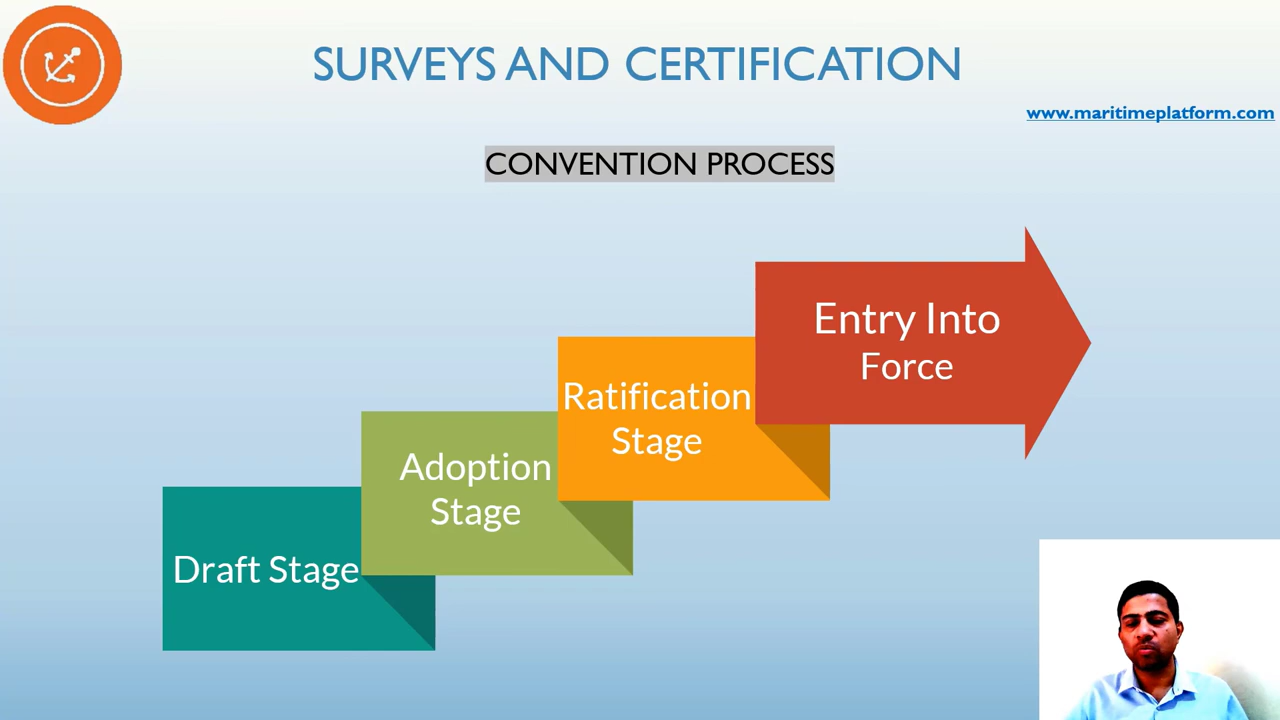 SURVEYS AND CERTIFICATION
www.maritimeplatform.com
CONVENTION PROCESS
Entry Into
Force
Ratification
Stage
Adoption
Stage
Draft Stage